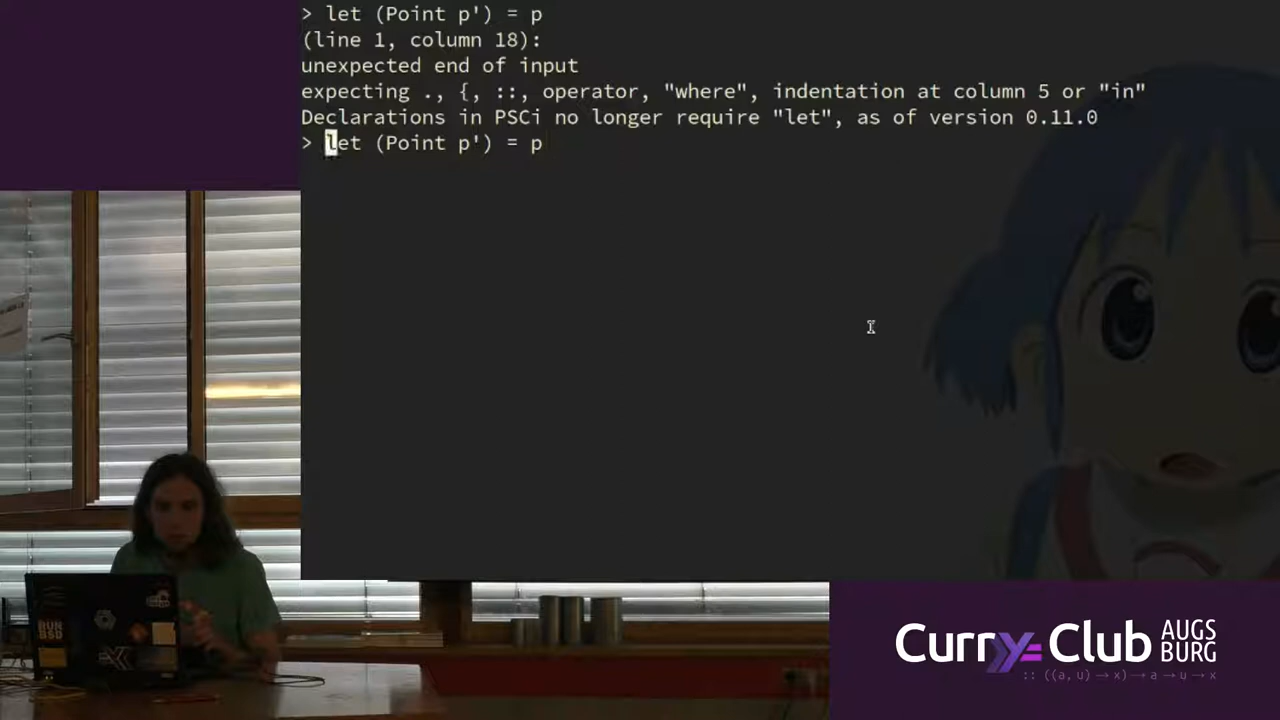 > let (Point p') = p
(line 1, column 18):
unexpected end of input
expecting ., {, ::, operator, "where", indentation at column 5 or "in"
Declarations in PSCi no longer require "let", as of version 0.11.0
> let (Point p') = p
RUN
BSD
Curry Club AUGS
BURG
:: ((a, u) → x) → a → u → x